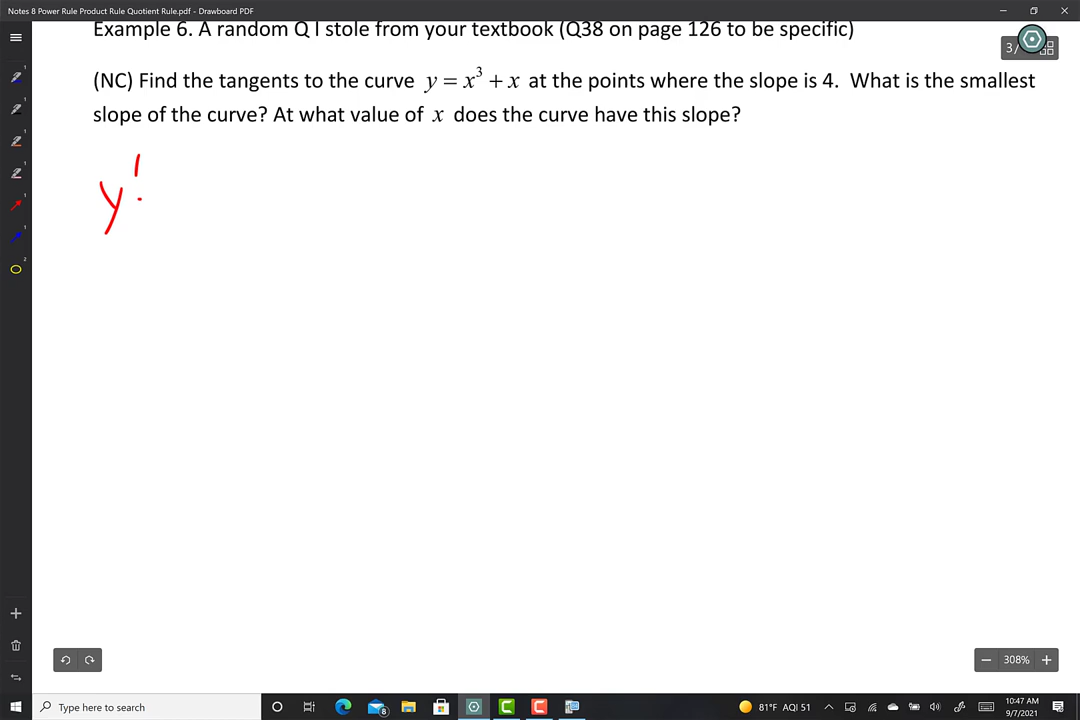 Notes 8 Power Rule Product Rule Quotient Rule.pdf - Drawboard PDF
Example 6. A random Q I stole from your textbook (Q38 on page 126 to be specific)
3/
(NC) Find the tangents to the curve y = x³ + x at the points where the slope is 4. What is the smallest
slope of the curve? At what value of x does the curve have this slope?
y'
308%
Type here to search
8
81°F AQI 51
10:47 AM
9/7/2021